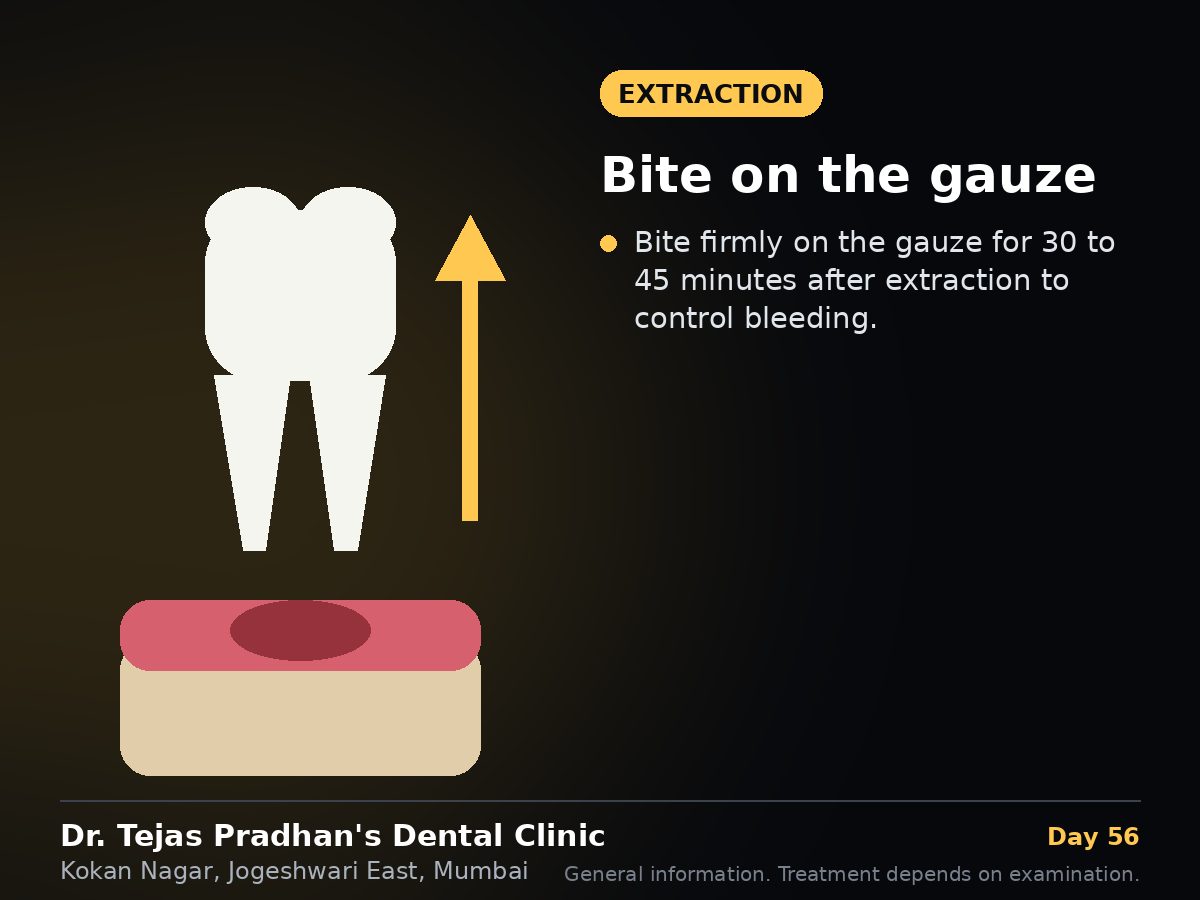 EXTRACTION
Bite on the gauze
Bite firmly on the gauze for 30 to
45 minutes after extraction to
control bleeding.
Dr. Tejas Pradhan's Dental Clinic
Day 56
Kokan Nagar, Jogeshwari East, Mumbai
General information. Treatment depends on examination.